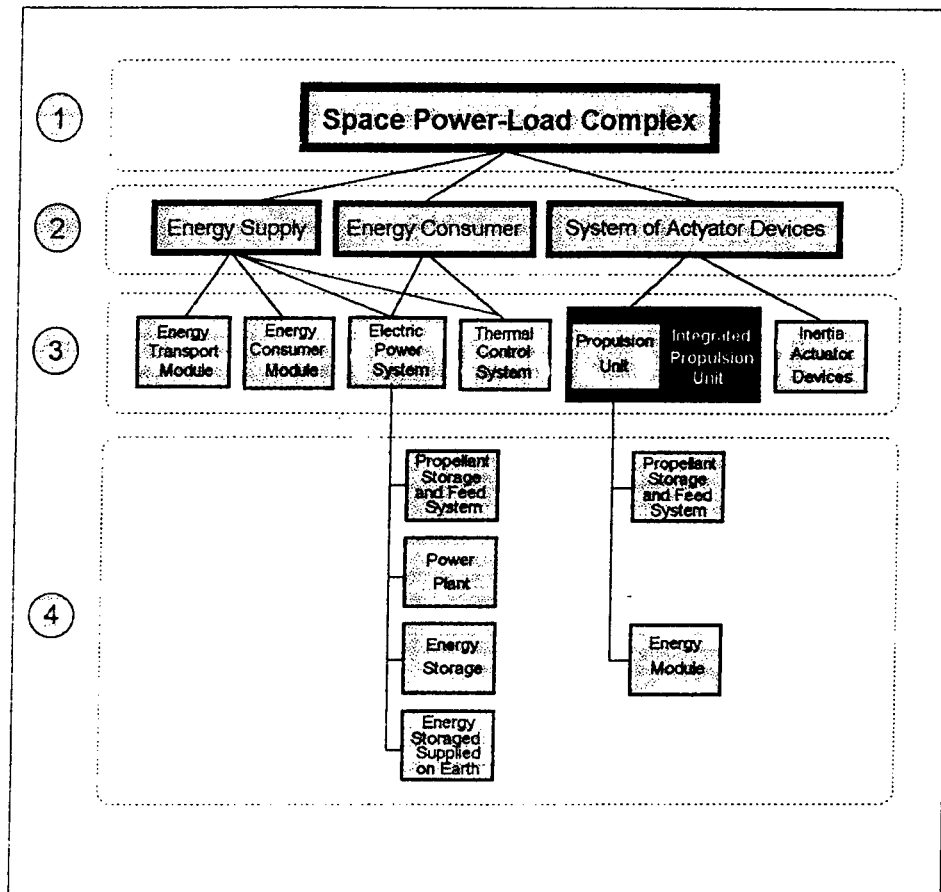 1
Space Power-Load Complex
2
Energy Supply
Energy Consumer
System of Actyator Devices
3
Energy
Transport
Module
Energy
Consumer
Module
Electric
Power
System
Thermal
Control
System
Propulsion
Unit
Integrated
Propulsion
Unit
Inertia
Actuator
Devices
4
Propellant
Storage
and Feed
System
Power
Plant
Energy
Storage
Energy
Storaged
Supplied
on Earth
Propellant
Storage
and Feed
System
Energy
Module